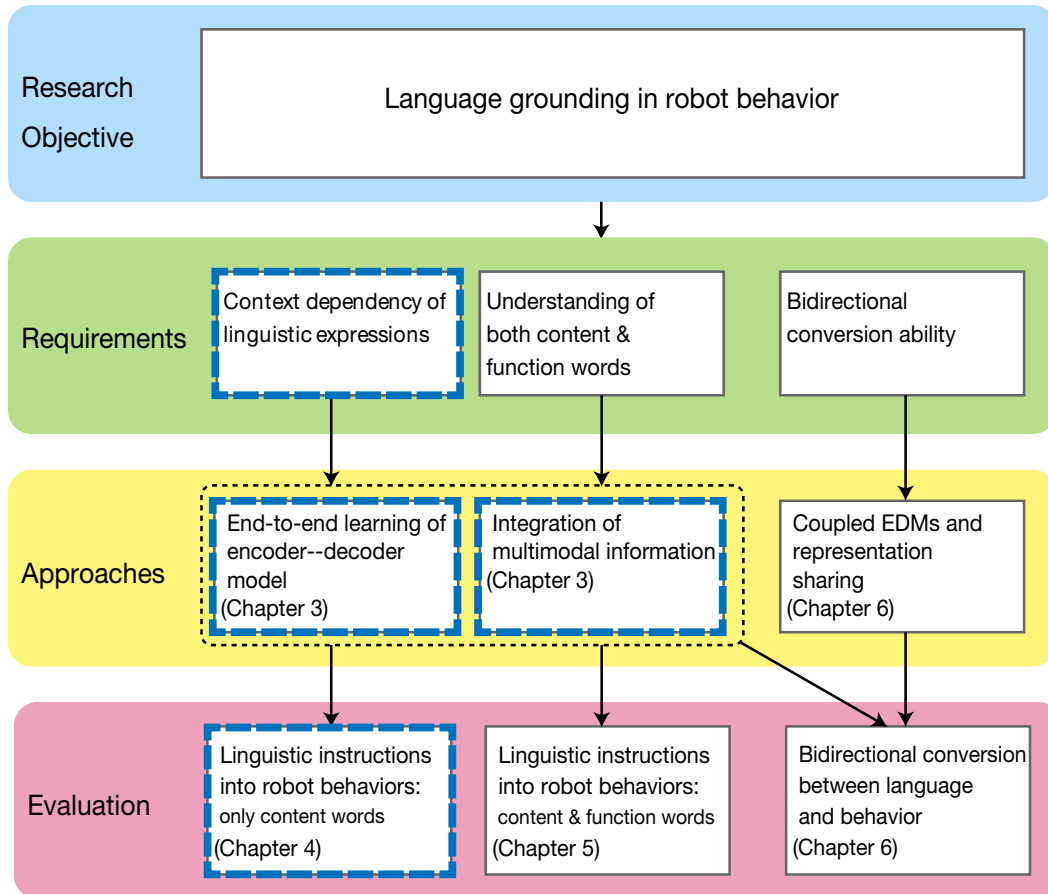 Research
Objective
Language grounding in robot behavior
Requirements
Context dependency of
linguistic expressions
Understanding of
both content &
function words
Bidirectional
conversion ability
Approaches
End-to-end learning of
encoder--decoder
model
(Chapter 3)
Integration of
multimodal information
(Chapter 3)
Coupled EDMs and
representation
sharing
(Chapter 6)
Evaluation
Linguistic instructions
into robot behaviors:
only content words
(Chapter 4)
Linguistic instructions
into robot behaviors:
content & function words
(Chapter 5)
Bidirectional conversion
between language
and behavior
(Chapter 6)